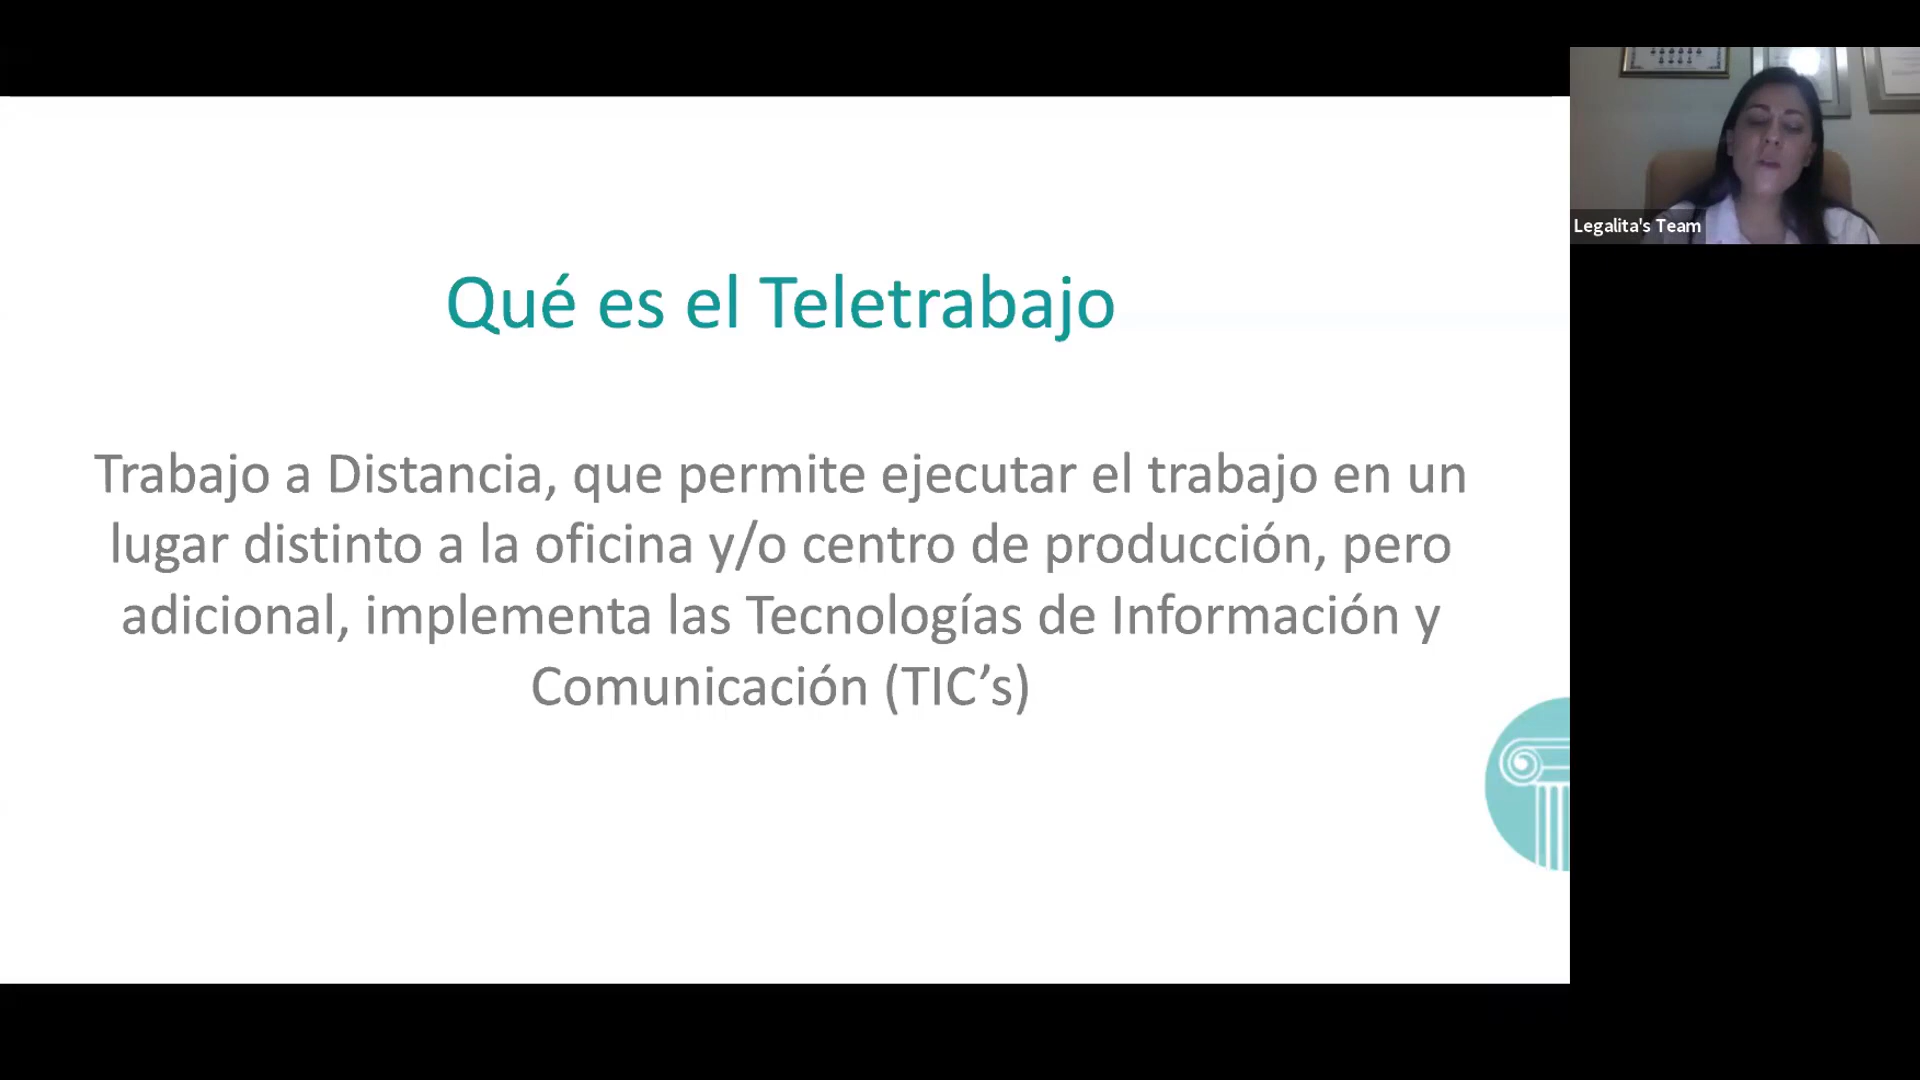 Qué es el Teletrabajo
Trabajo a Distancia, que permite ejecutar el trabajo en un
lugar distinto a la oficina y/o centro de producción, pero
adicional, implementa las Tecnologías de Información y
Comunicación (TIC’s)
Legalita's Team